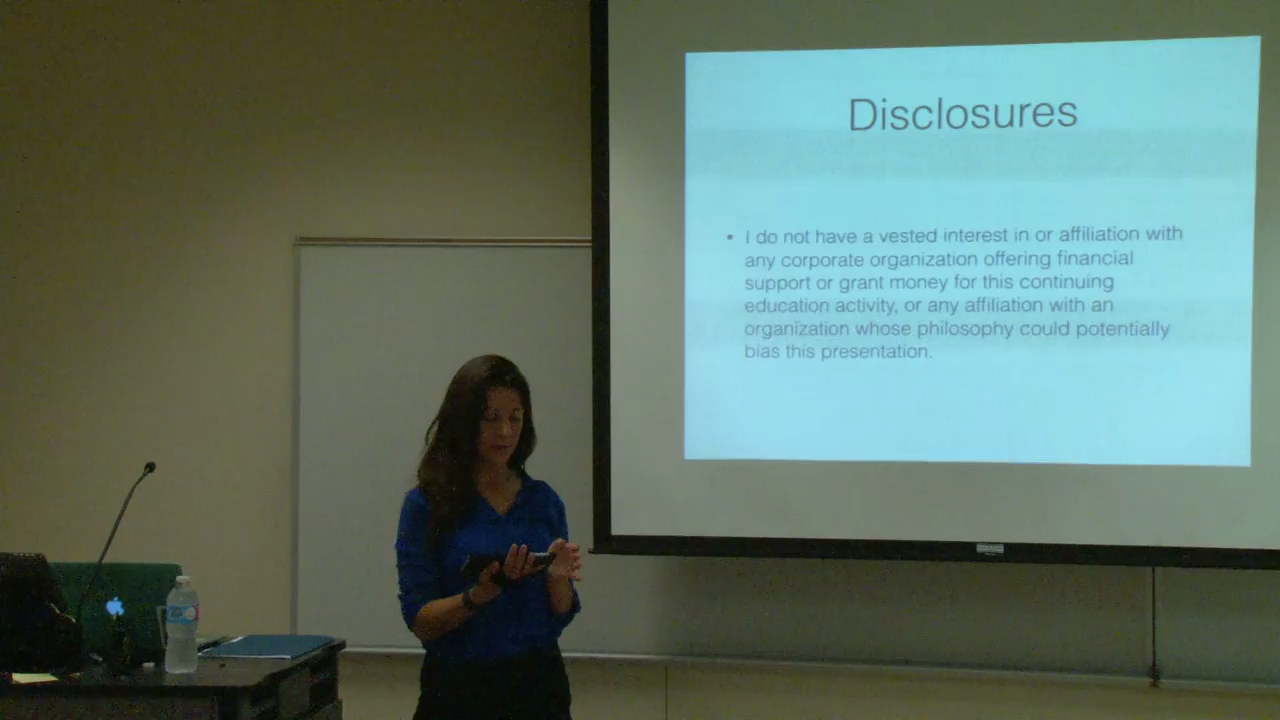 Disclosures
• I do not have a vested interest in or affiliation with
any corporate organization offering financial
support or grant money for this continuing
education activity, or any affiliation with an
organization whose philosophy could potentially
bias this presentation.